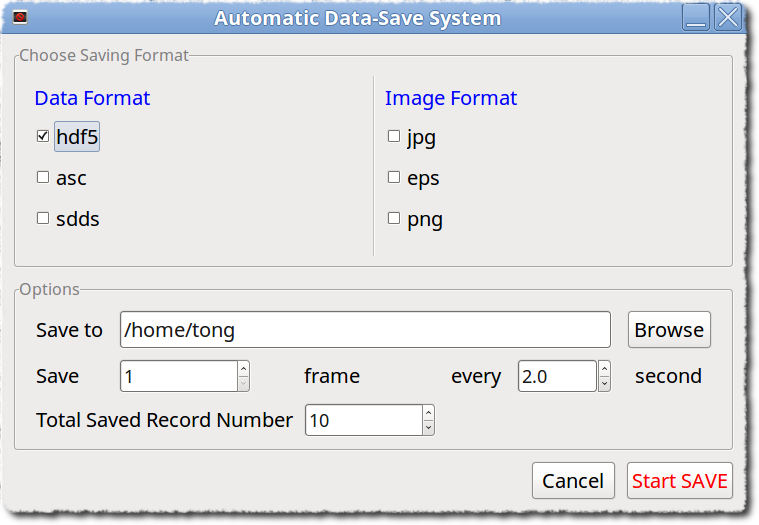 Automatic Data-Save System
Choose Saving Format
Data Format
Image Format
hdf5
jpg
asc
eps
sdds
png
Options
Save to /home/tong Browse
Save 1 frame every 2.0 second
Total Saved Record Number 10
Cancel Start SAVE